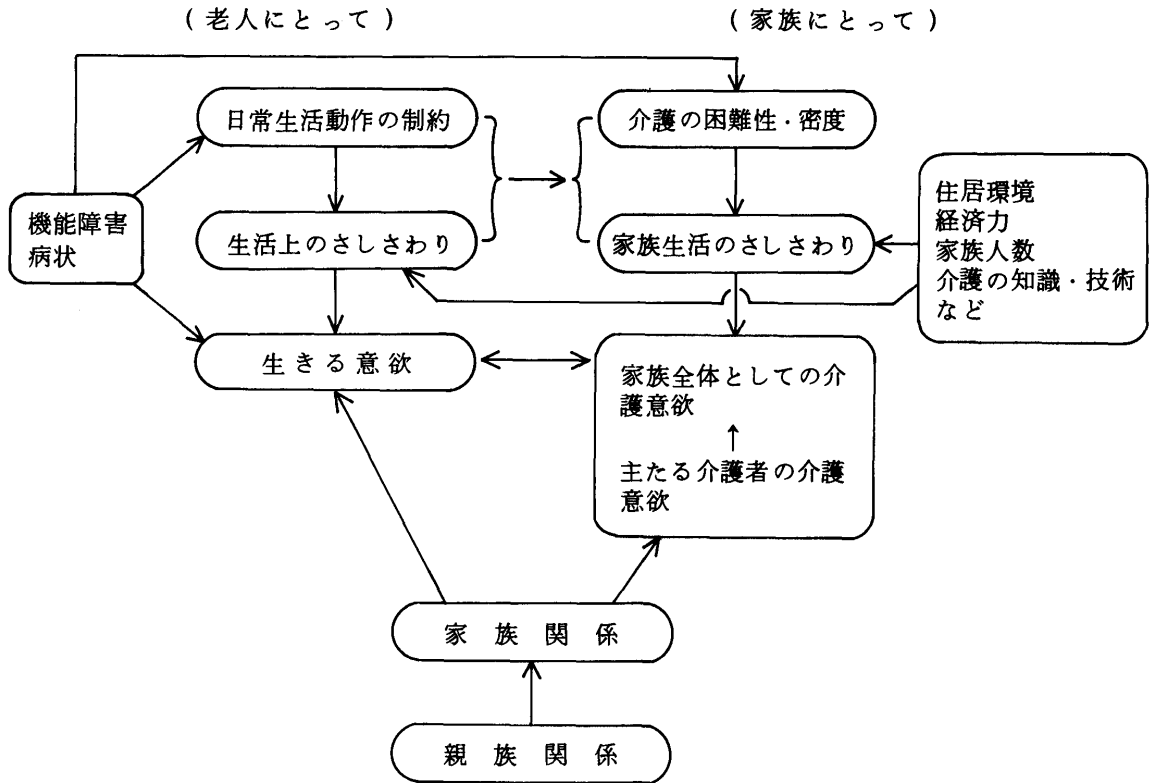 (老人にとって)
(家族にとって)
日常生活動作の制約
介護の困難性・密度
機能障害
病状
生活上のさしさわり
家族生活のさしさわり
住居環境
経済力
家族人数
介護の知識・技術
など
生きる意欲
家族全体としての介
護意欲
主たる介護者の介護
意欲
家族関係
親族関係